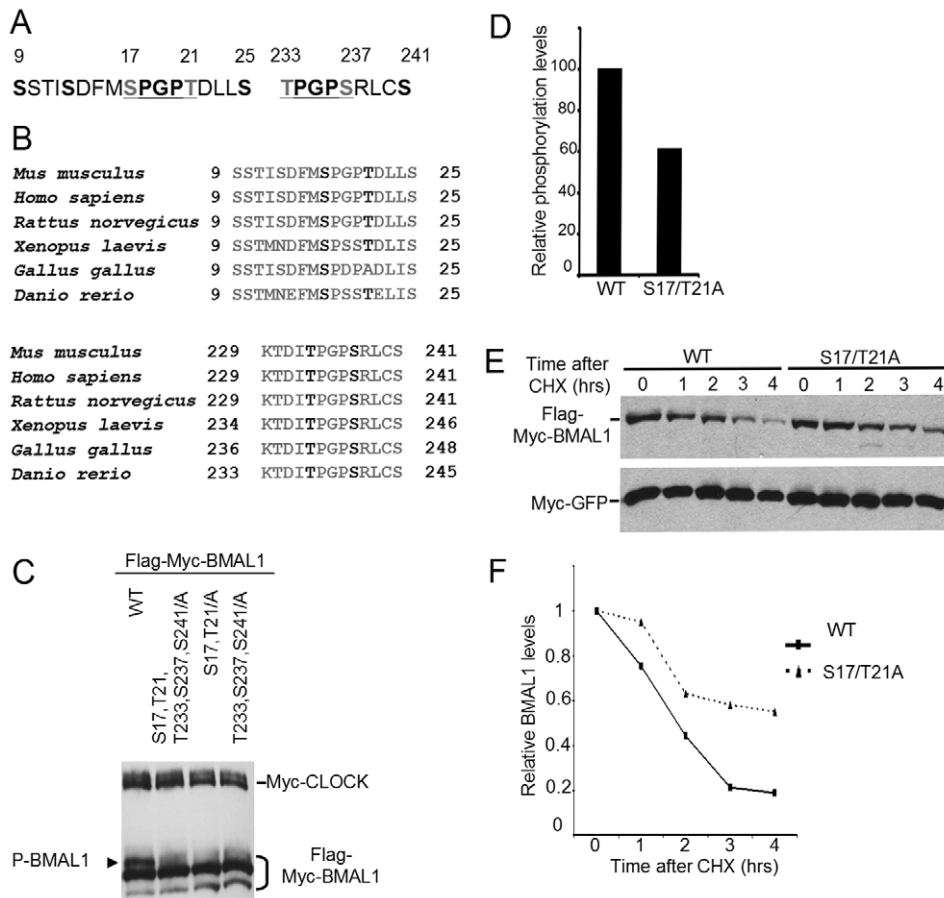 A
9 17 21 25 233 237 241
SSTISDFMSPGPTDLLS TPGPSRLCS
B
Mus musculus 9 SSTISDFMSPGPTDLLS 25
Homo sapiens 9 SSTISDFMSPGPTDLLS 25
Rattus norvegicus 9 SSTISDFMSPGPTDLLS 25
Xenopus laevis 9 SSTMNDFMSPSSTDLIS 25
Gallus gallus 9 SSTISDFMSPDPADLIS 25
Danio rerio 9 SSTMNEFMSPSSTELIS 25
Mus musculus 229 KTDITPGPSRLCS 241
Homo sapiens 229 KTDITPGPSRLCS 241
Rattus norvegicus 229 KTDITPGPSRLCS 241
Xenopus laevis 234 KTDITPGPSRLCS 246
Gallus gallus 236 KTDITPGPSRLCS 248
Danio rerio 233 KTDITPGPSRLCS 245
C
Flag-Myc-BMAL1
WT
S17,T21,
T233,S237,S241/A
S17,T21/A
T233,S237,S241/A
Myc-CLOCK
P-BMAL1
Flag-
Myc-BMAL1
D
Relative phosphorylation levels
100
80
60
40
20
0
WT S17/T21A
E
Time after
CHX (hrs)
WT S17/T21A
0 1 2 3 4 0 1 2 3 4
Flag-
Myc-BMAL1
Myc-GFP
F
Relative BMAL1 levels
1
0.8
0.6
0.4
0.2
0
0 1 2 3 4
Time after CHX (hrs)
WT
S17/T21A